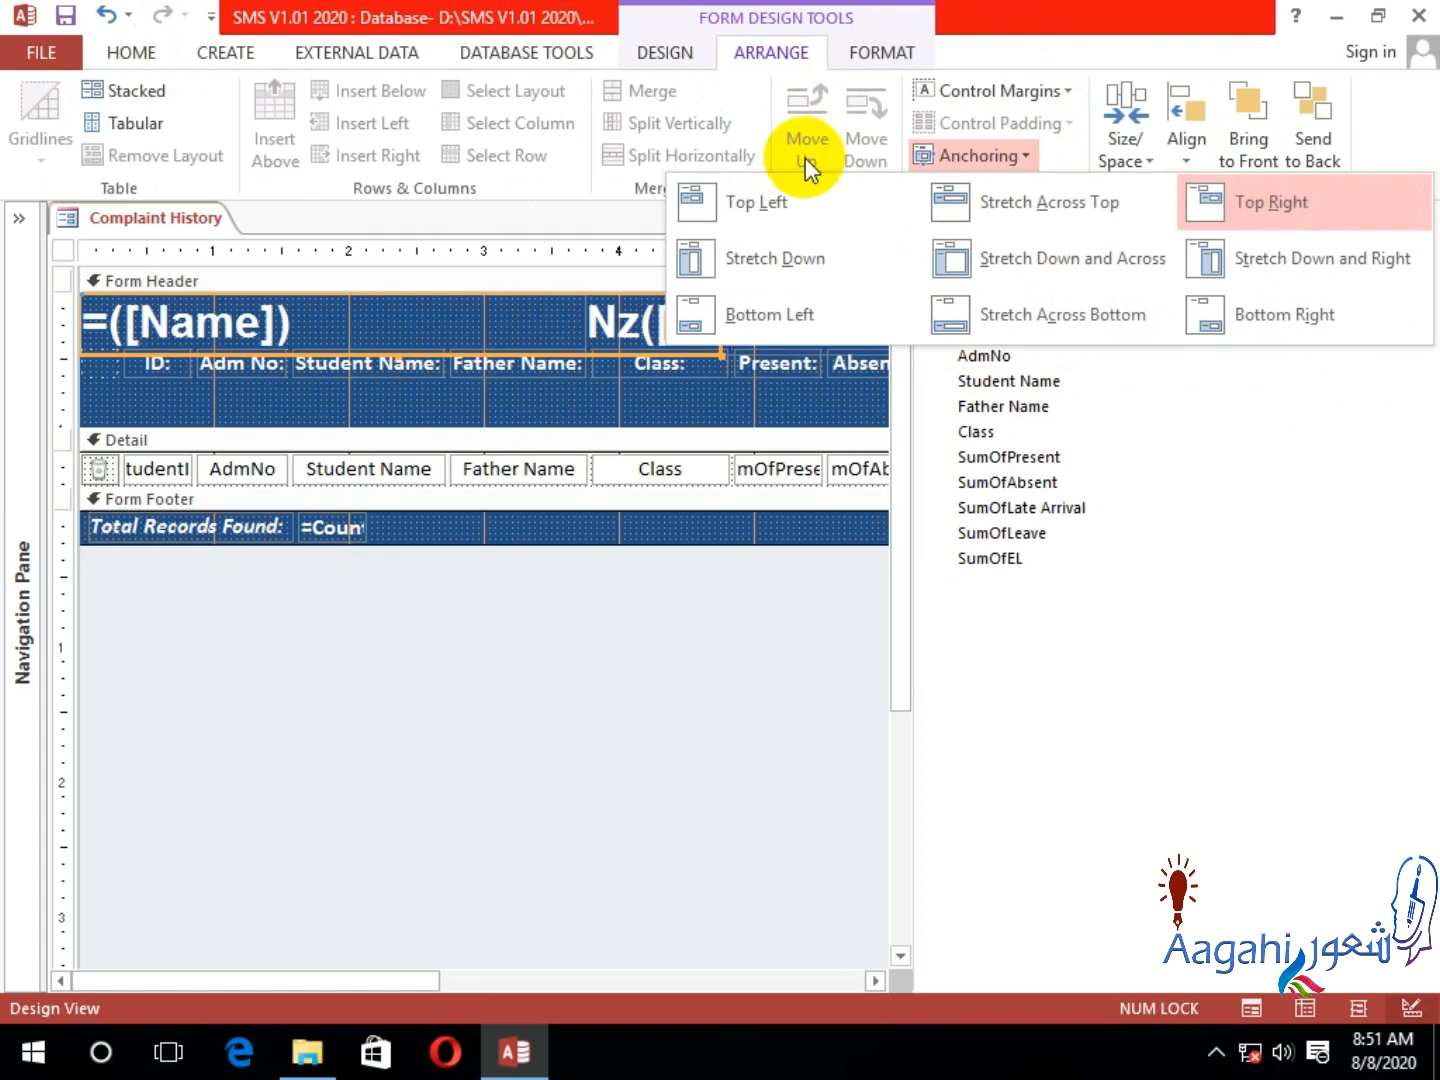 SMS V1.01 2020 : Database- D:\SMS V1.01 2020\...
FORM DESIGN TOOLS
?
FILE
HOME
CREATE
EXTERNAL DATA
DATABASE TOOLS
DESIGN
ARRANGE
FORMAT
Sign in
Gridlines
Stacked
Tabular
Remove Layout
Table
Insert Above
Insert Below
Insert Left
Insert Right
Select Layout
Select Column
Select Row
Rows & Columns
Merge
Split Vertically
Split Horizontally
Move Up
Move Down
Control Margins
Control Padding
Anchoring
Size/ Space
Align
Bring to Front
Send to Back
Top Left
Stretch Across Top
Top Right
Stretch Down
Stretch Down and Across
Stretch Down and Right
Bottom Left
Stretch Across Bottom
Bottom Right
Complaint History
1 2 3 4
Form Header
=([Name])
Nz([
ID:
Adm No:
Student Name:
Father Name:
Class:
Present:
Absen
Detail
tudentI
AdmNo
Student Name
Father Name
Class
mOfPrese
mOfAb
Form Footer
Total Records Found:
=Coun
1
2
3
Navigation Pane
AdmNo
Student Name
Father Name
Class
SumOfPresent
SumOfAbsent
SumOfLate Arrival
SumOfLeave
SumOfEL
Aagahi شعور
Design View
NUM LOCK
8:51 AM
8/8/2020